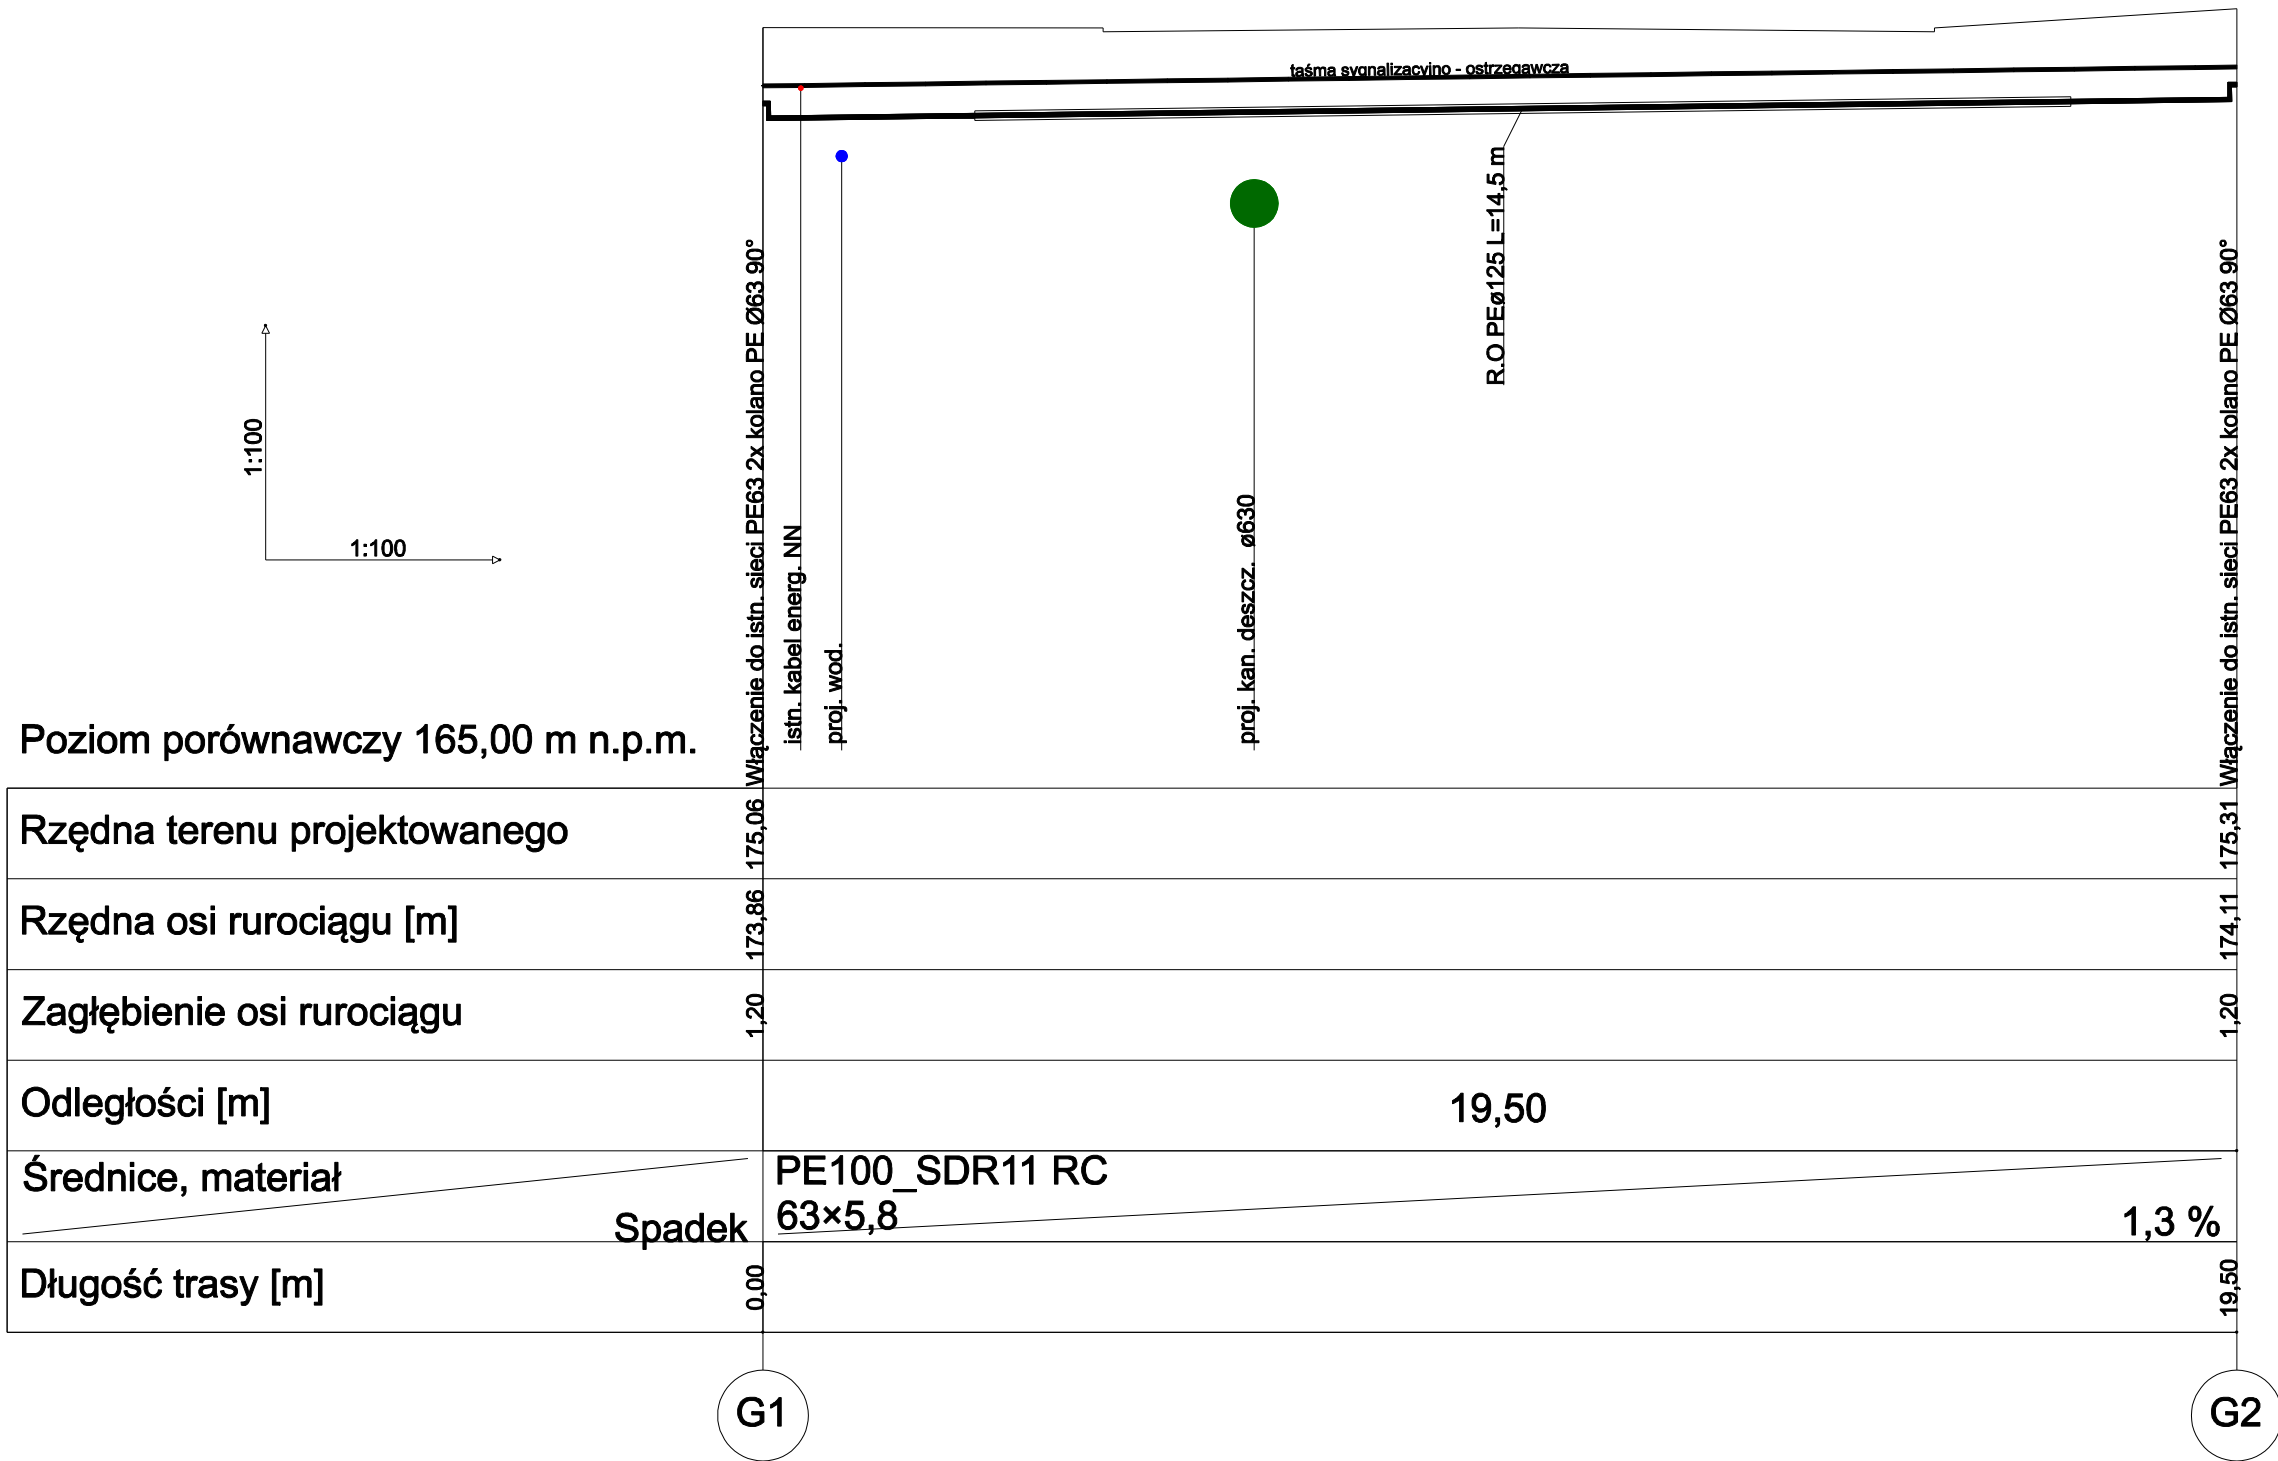 taśma sygnalizacyjno - ostrzegawcza
R.O PEø125 L=14,5 m
Włączenie do istn. sieci PE63 2x kolano PE Ø63 90°
istn. kabel energ. NN
proj. wod.
proj. kan. deszcz. ø630
Włączenie do istn. sieci PE63 2x kolano PE Ø63 90°
1:100
1:100
Poziom porównawczy 165,00 m n.p.m.
Rzędna terenu projektowanego 175,06 175,31
Rzędna osi rurociągu [m] 173,86 174,11
Zagłębienie osi rurociągu 1,20 1,20
Odległości [m] 19,50
Średnice, materiał PE100_SDR11 RC
Spadek 63×5,8 1,3 %
Długość trasy [m] 0,00 19,50
G1 G2